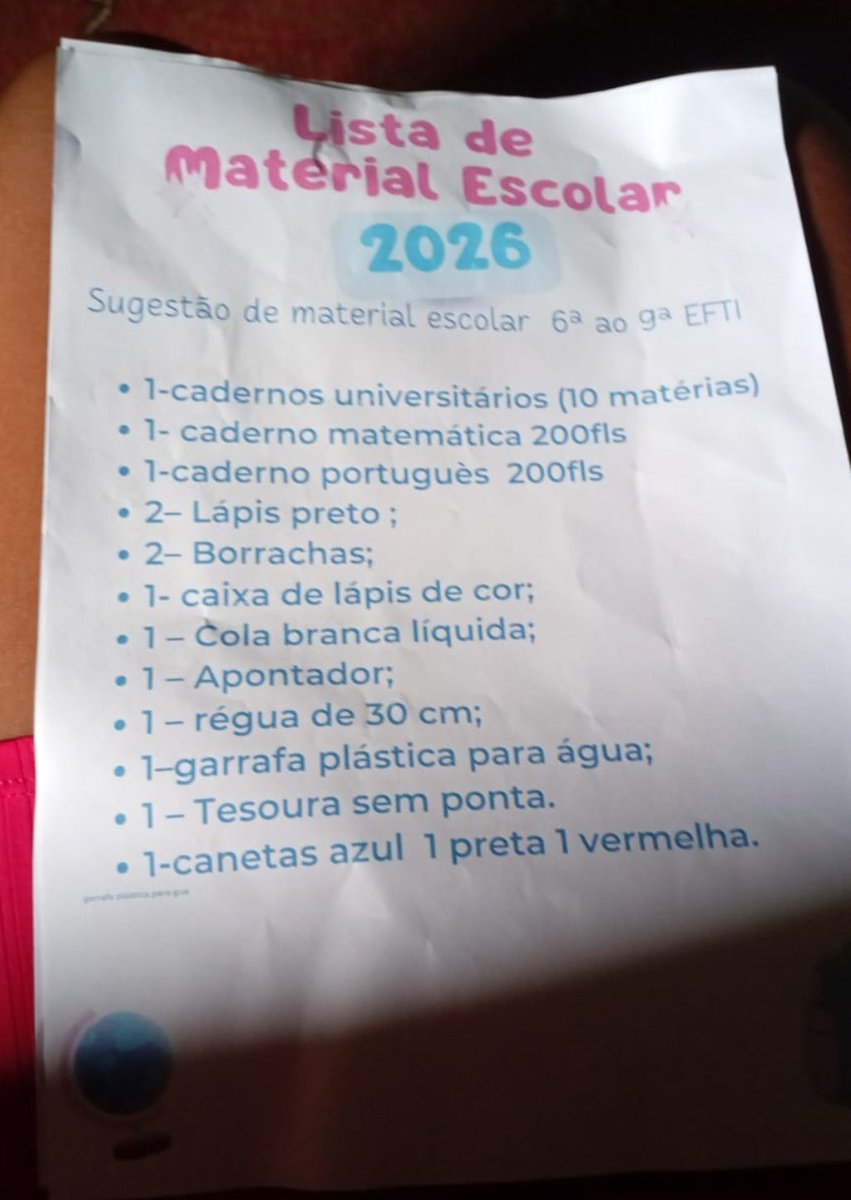 Lista de
Material Escolar
2026
Sugestão de material escolar 6ª ao 9ª EFTI
• 1-cadernos universitários (10 matérias)
• 1- caderno matemática 200fls
• 1-caderno portuguès 200fls
• 2– Lápis preto ;
• 2– Borrachas;
• 1- caixa de lápis de cor;
• 1 – Cola branca líquida;
• 1 – Apontador;
• 1 – régua de 30 cm;
• 1–garrafa plástica para água;
• 1 – Tesoura sem ponta.
• 1-canetas azul 1 preta 1 vermelha.
garrafa plástica para